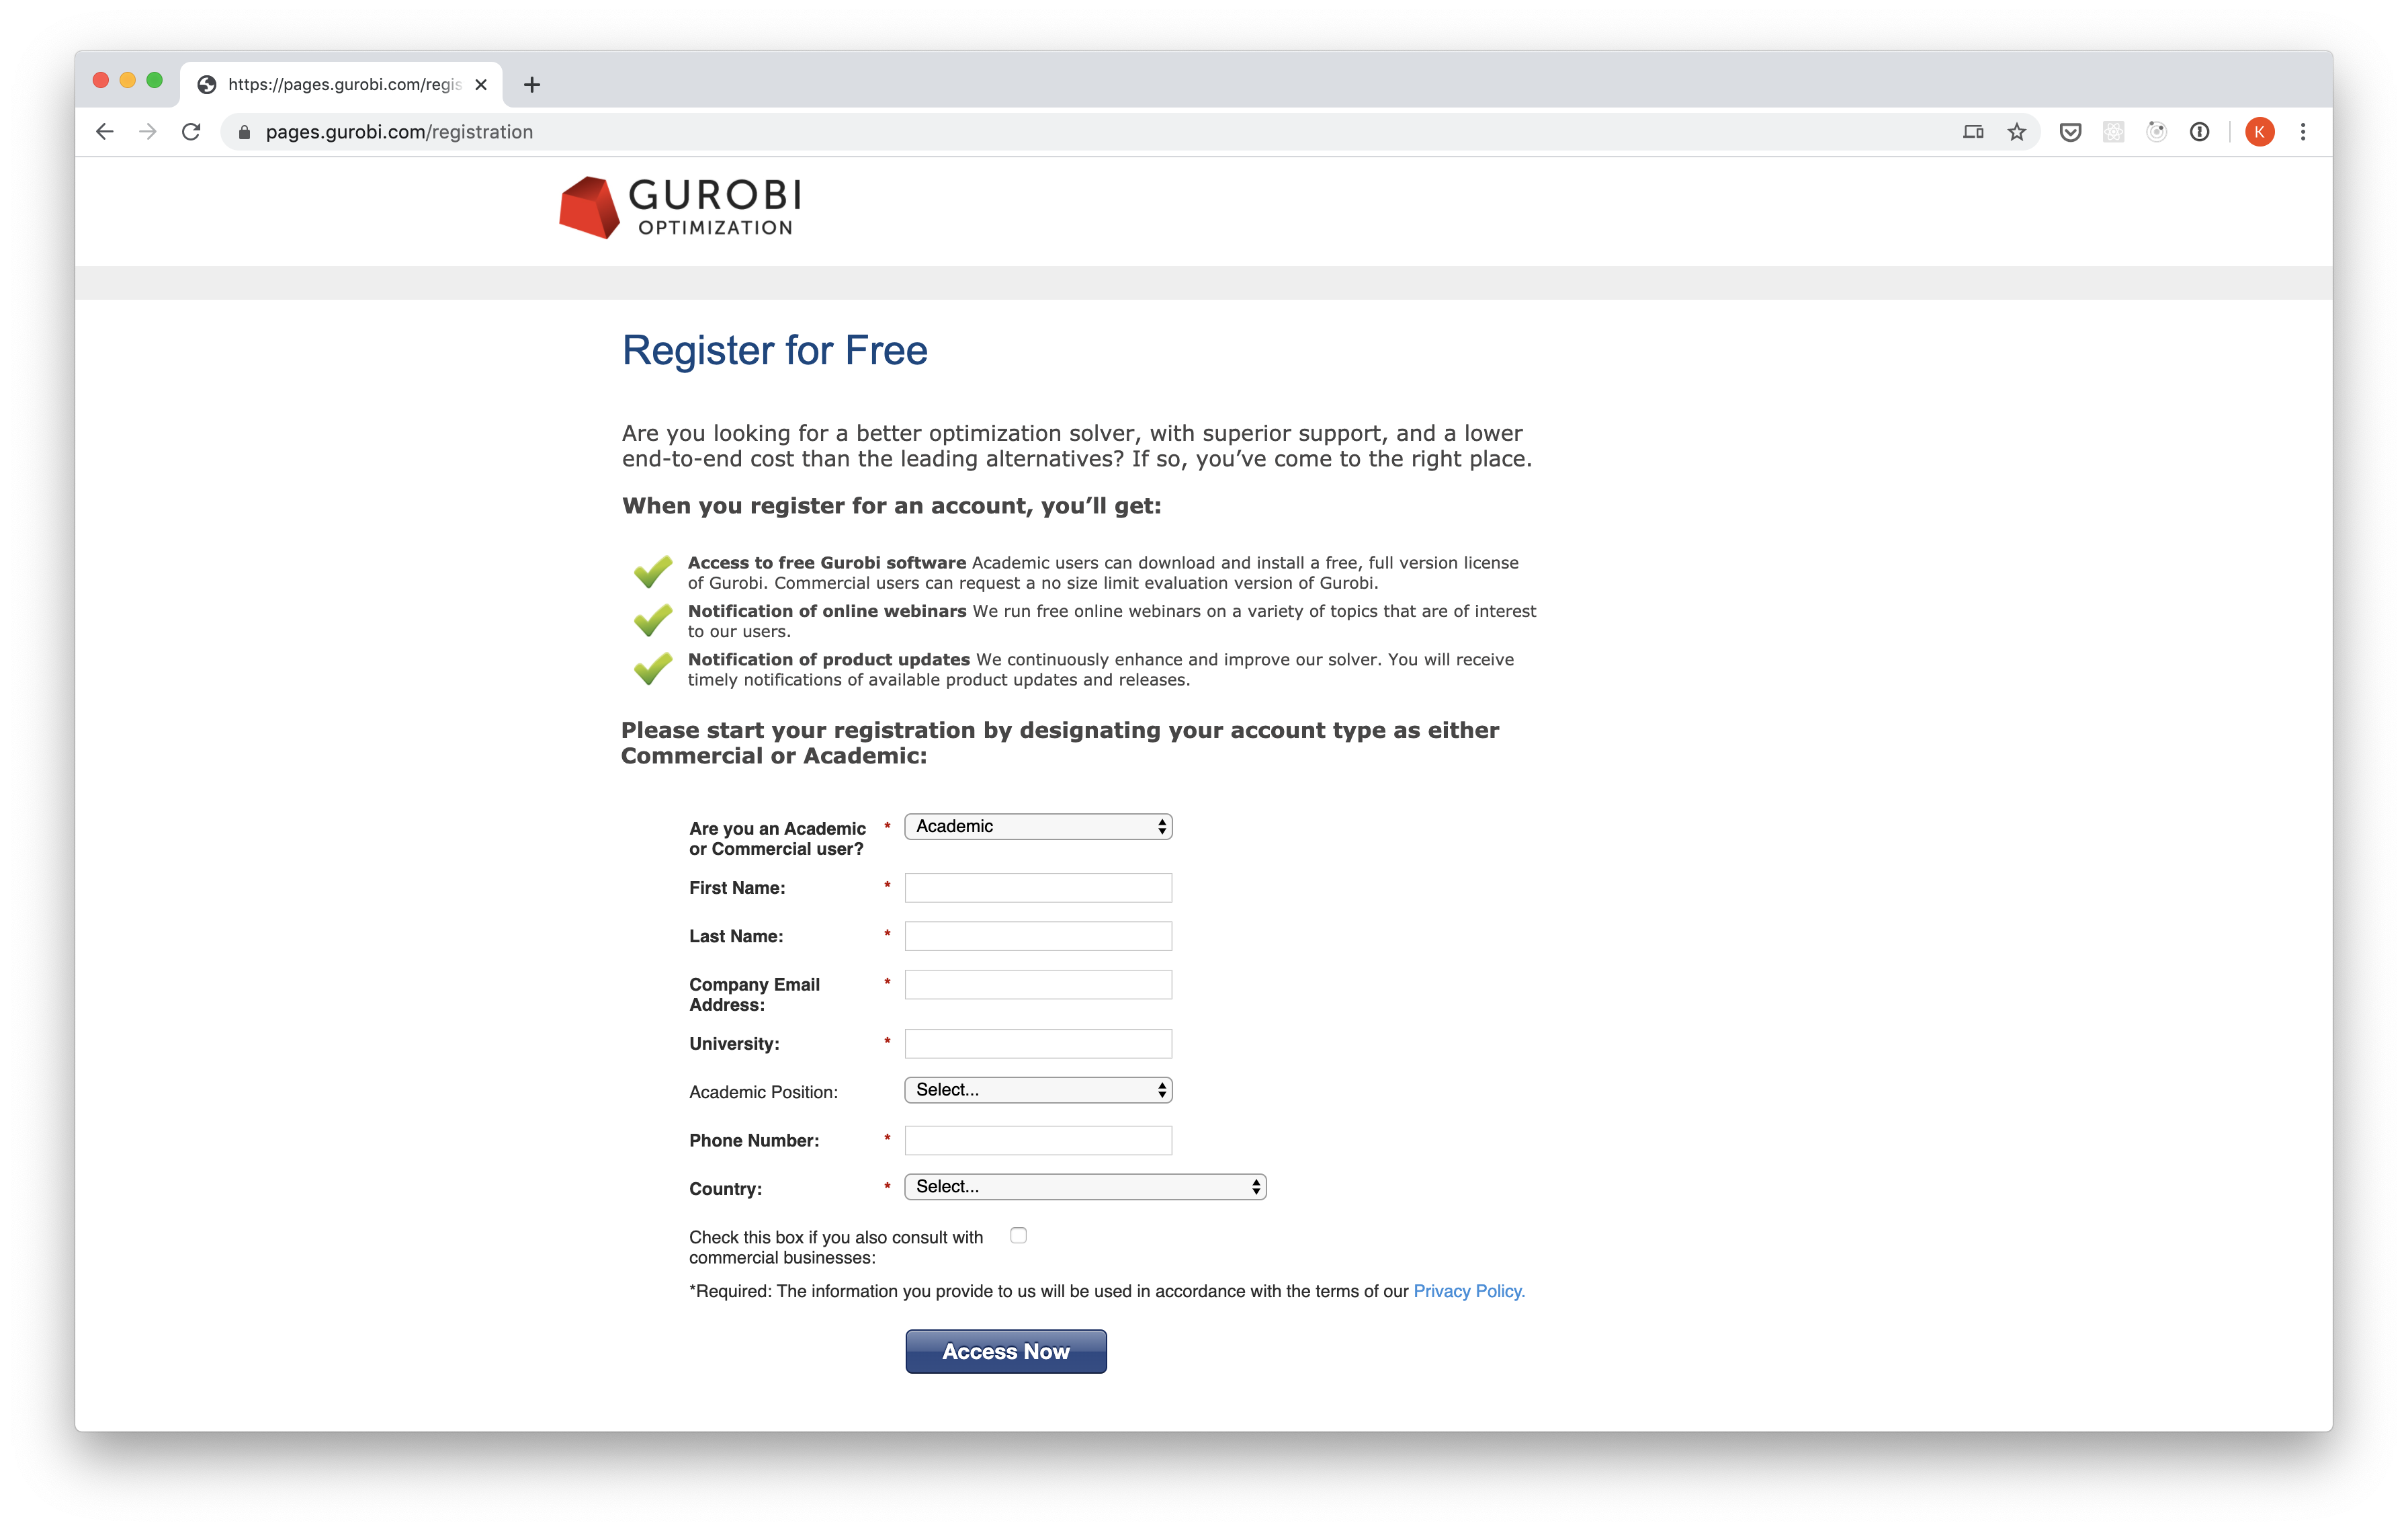 https://pages.gurobi.com/regis
pages.gurobi.com/registration
K
GUROBI
OPTIMIZATION
Register for Free
Are you looking for a better optimization solver, with superior support, and a lower
end-to-end cost than the leading alternatives? If so, you’ve come to the right place.
When you register for an account, you’ll get:
Access to free Gurobi software Academic users can download and install a free, full version license
of Gurobi. Commercial users can request a no size limit evaluation version of Gurobi.
Notification of online webinars We run free online webinars on a variety of topics that are of interest
to our users.
Notification of product updates We continuously enhance and improve our solver. You will receive
timely notifications of available product updates and releases.
Please start your registration by designating your account type as either
Commercial or Academic:
Are you an Academic * Academic
or Commercial user?
First Name: *
Last Name: *
Company Email *
Address:
University: *
Academic Position: Select...
Phone Number: *
Country: * Select...
Check this box if you also consult with
commercial businesses:
*Required: The information you provide to us will be used in accordance with the terms of our Privacy Policy.
Access Now